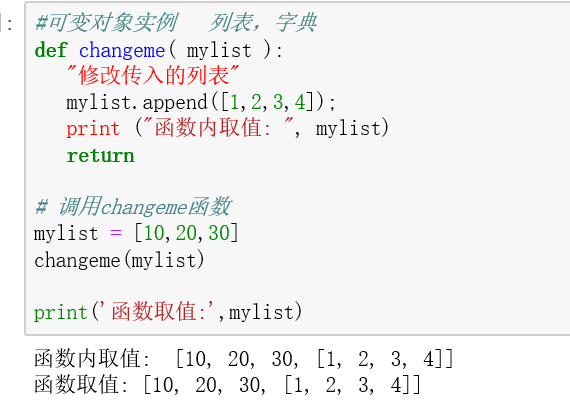 ]:
#可变对象实例   列表，字典
def changeme( mylist ):
   "修改传入的列表"
   mylist.append([1,2,3,4]);
   print ("函数内取值: ", mylist)
   return
# 调用changeme函数
mylist = [10,20,30]
changeme(mylist)
print('函数取值:',mylist)
函数内取值:  [10, 20, 30, [1, 2, 3, 4]]
函数取值: [10, 20, 30, [1, 2, 3, 4]]